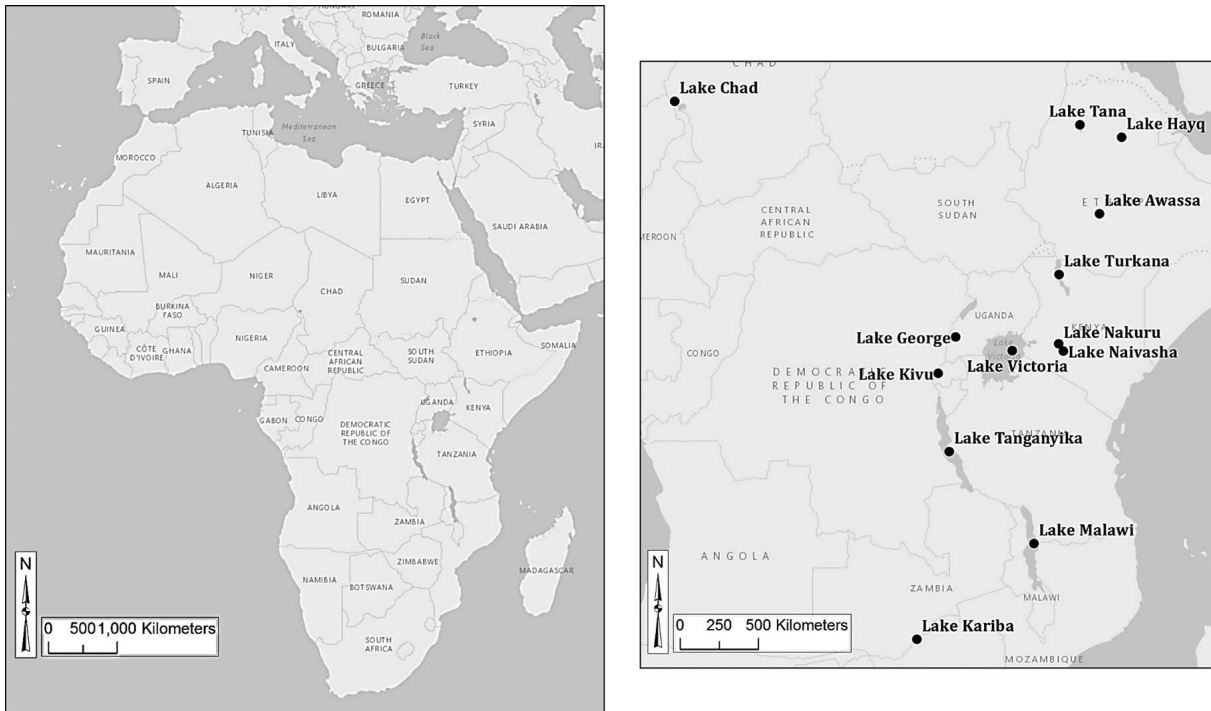 ROMANIA
ITALY
Black
Sea
BULGARIA
SPAIN
GREECE
TURKEY
TUNISIA
Mediterranean
Sea
SYRIA
MOROCCO
ALGERIA
LIBYA
EGYPT
SAUDI ARABIA
MAURITANIA
MALI
NIGER
CHAD
SUDAN
BURKINA
FASO
GUINEA
CÔTE
D'IVOIRE
GHANA
NIGERIA
CENTRAL
AFRICAN
REPUBLIC
SOUTH
SUDAN
ETHIOPIA
SOMALIA
CAMEROON
GABON
CONGO
UGANDA
KENYA
DEMOCRATIC
REPUBLIC OF
THE CONGO
TANZANIA
ANGOLA
ZAMBIA
ZIMBABWE
NAMIBIA
BOTSWANA
MADAGASCAR
SOUTH
AFRICA
N
0 5001,000 Kilometers
CHAD
Lake Chad
Lake Tana
Lake Hayq
Lake Awassa
CENTRAL
AFRICAN
REPUBLIC
SOUTH
SUDAN
MEROON
Lake Turkana
UGANDA
KENYA
Lake George
Lake
Lake Nakuru
Lake Naivasha
Lake Victoria
CONGO
Lake Kivu
DEMOCRATIC
REPUBLIC OF
THE CONGO
TANZANIA
Lake Tanganyika
Lake Malawi
ANGOLA
ZAMBIA
MALAWI
Lake Kariba
MOZAMBIQUE
N
0 250 500 Kilometers